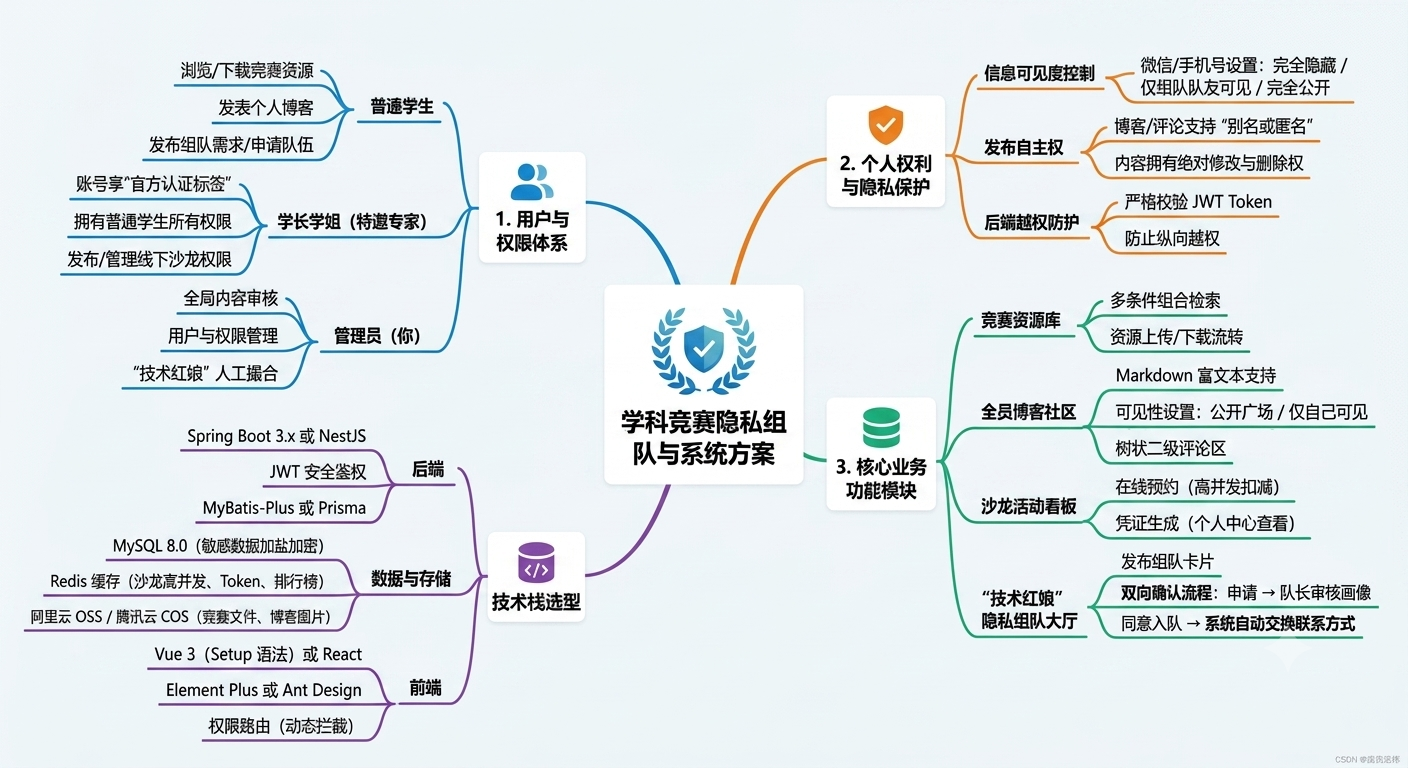 学科竞赛隐私组
队与系统方案
1. 用户与
权限体系
普通学生
浏览/下载竞赛资源
发表个人博客
发布组队需求/申请队伍
学长学姐（特邀专家）
账号享“官方认证标签”
拥有普通学生所有权限
发布/管理线下沙龙权限
管理员（你）
全局内容审核
用户与权限管理
“技术红娘” 人工撮合
2. 个人权利
与隐私保护
信息可见度控制
微信/手机号设置：完全隐藏 /
仅组队队友可见 / 完全公开
发布自主权
博客/评论支持 “别名或匿名”
内容拥有绝对修改与删除权
后端越权防护
严格校验 JWT Token
防止纵向越权
3. 核心业务
功能模块
竞赛资源库
多条件组合检索
资源上传/下载流转
全员博客社区
Markdown 富文本支持
可见性设置：公开广场 / 仅自己可见
树状二级评论区
沙龙活动看板
在线预约（高并发扣减）
凭证生成（个人中心查看）
“技术红娘”
隐私组队大厅
发布组队卡片
双向确认流程：申请 → 队长审核画像
同意入队 → 系统自动交换联系方式
技术栈选型
后端
Spring Boot 3.x 或 NestJS
JWT 安全鉴权
MyBatis-Plus 或 Prisma
数据与存储
MySQL 8.0（敏感数据加盐加密）
Redis 缓存（沙龙高并发、Token、排行榜）
阿里云 OSS / 腾讯云 COS（竞赛文件、博客图片）
前端
Vue 3（Setup 语法）或 React
Element Plus 或 Ant Design
权限路由（动态拦截）